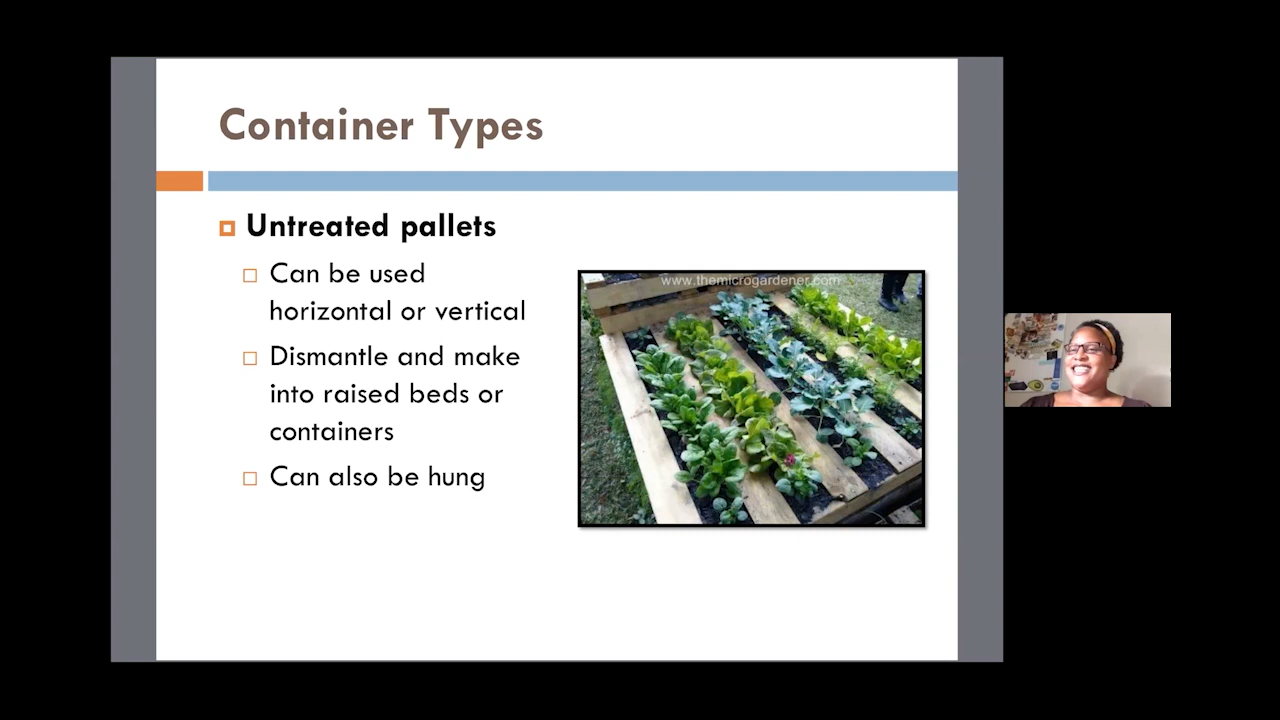 Container Types
Untreated pallets
Can be used
horizontal or vertical
Dismantle and make
into raised beds or
containers
Can also be hung
www.themicrogardener.com